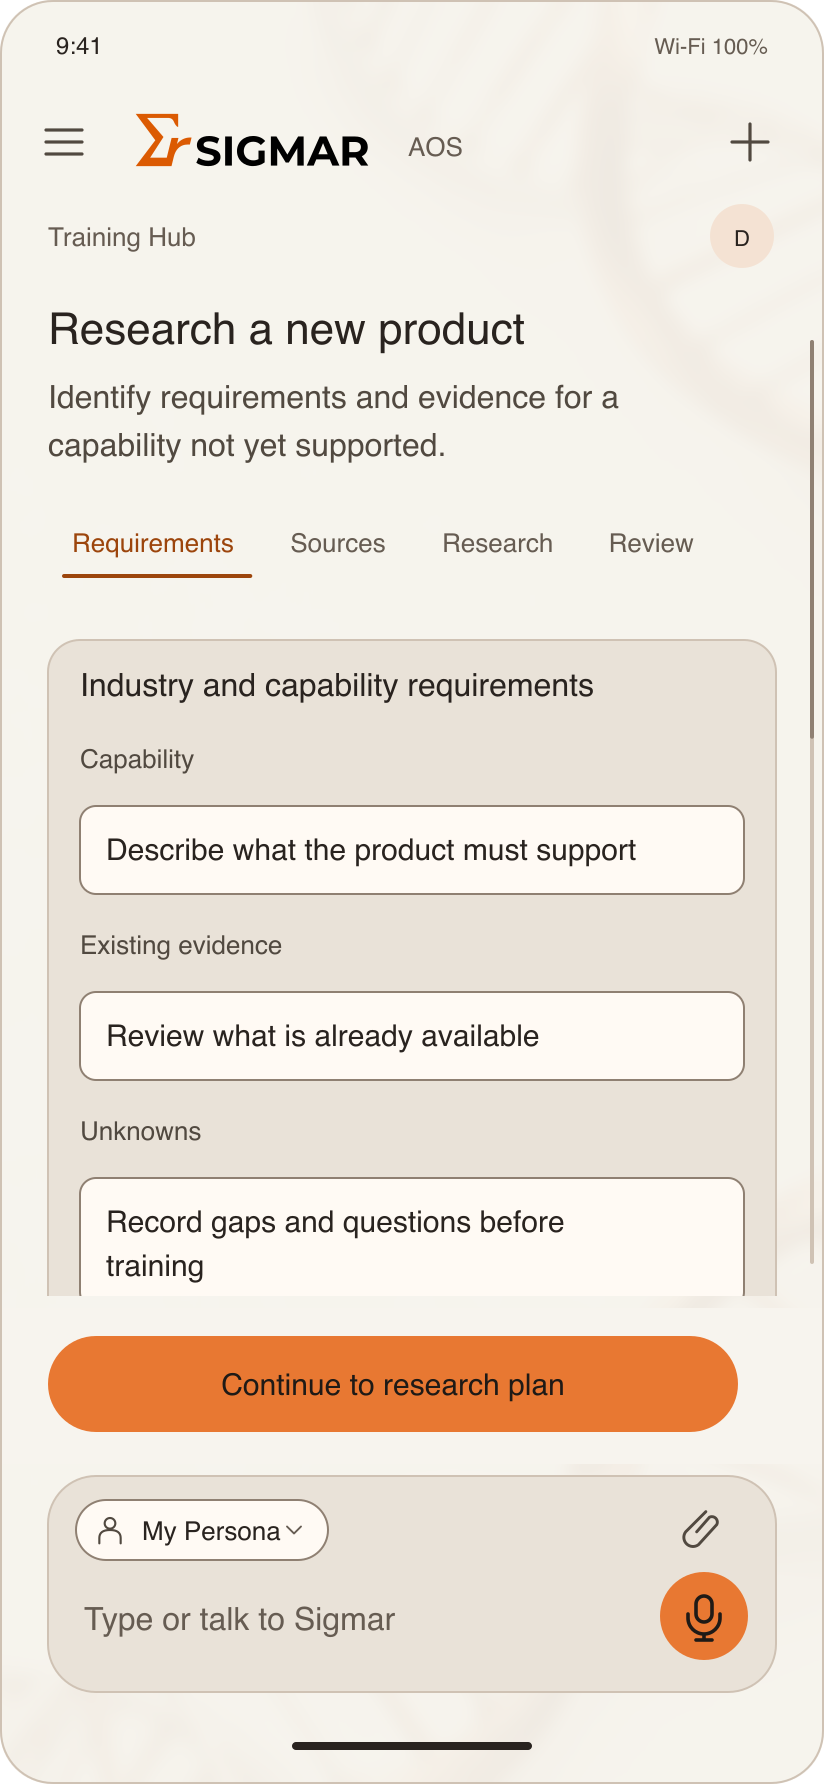 9:41
Wi-Fi 100%
Σr SIGMAR AOS
Training Hub
D
Research a new product
Identify requirements and evidence for a
capability not yet supported.
Requirements Sources Research Review
Industry and capability requirements
Capability
Describe what the product must support
Existing evidence
Review what is already available
Unknowns
Record gaps and questions before
training
Continue to research plan
My Persona
Type or talk to Sigmar